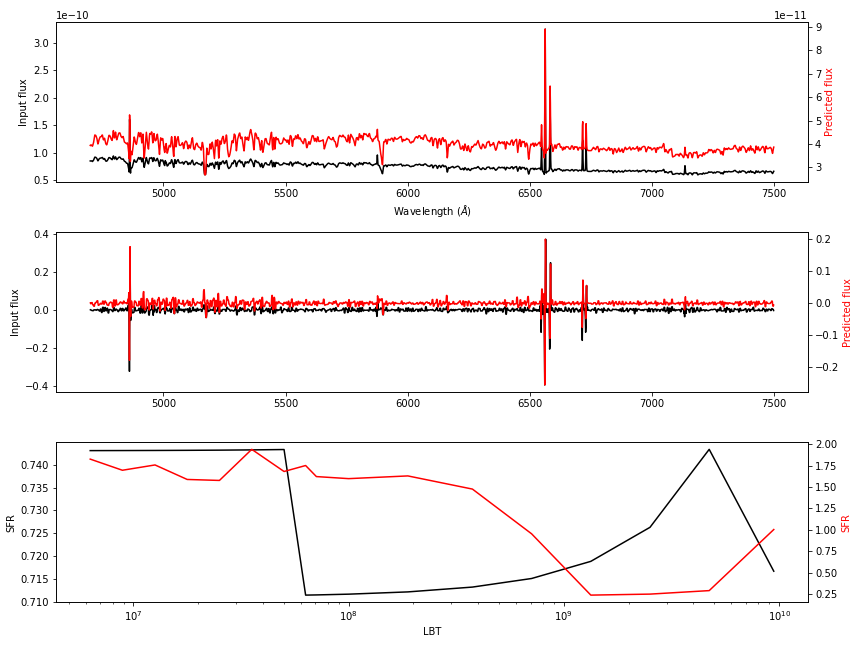 1e−10
1e−11
3.0
2.5
2.0
1.5
1.0
0.5
Input flux
9
8
7
6
5
4
3
Predicted flux
5000 5500 6000 6500 7000 7500
Wavelength (Å)
0.4
0.2
0.0
−0.2
−0.4
Input flux
0.2
0.1
0.0
−0.1
−0.2
Predicted flux
5000 5500 6000 6500 7000 7500
0.740
0.735
0.730
0.725
0.720
0.715
0.710
SFR
2.00
1.75
1.50
1.25
1.00
0.75
0.50
0.25
SFR
10⁷ 10⁸ 10⁹ 10¹⁰
LBT